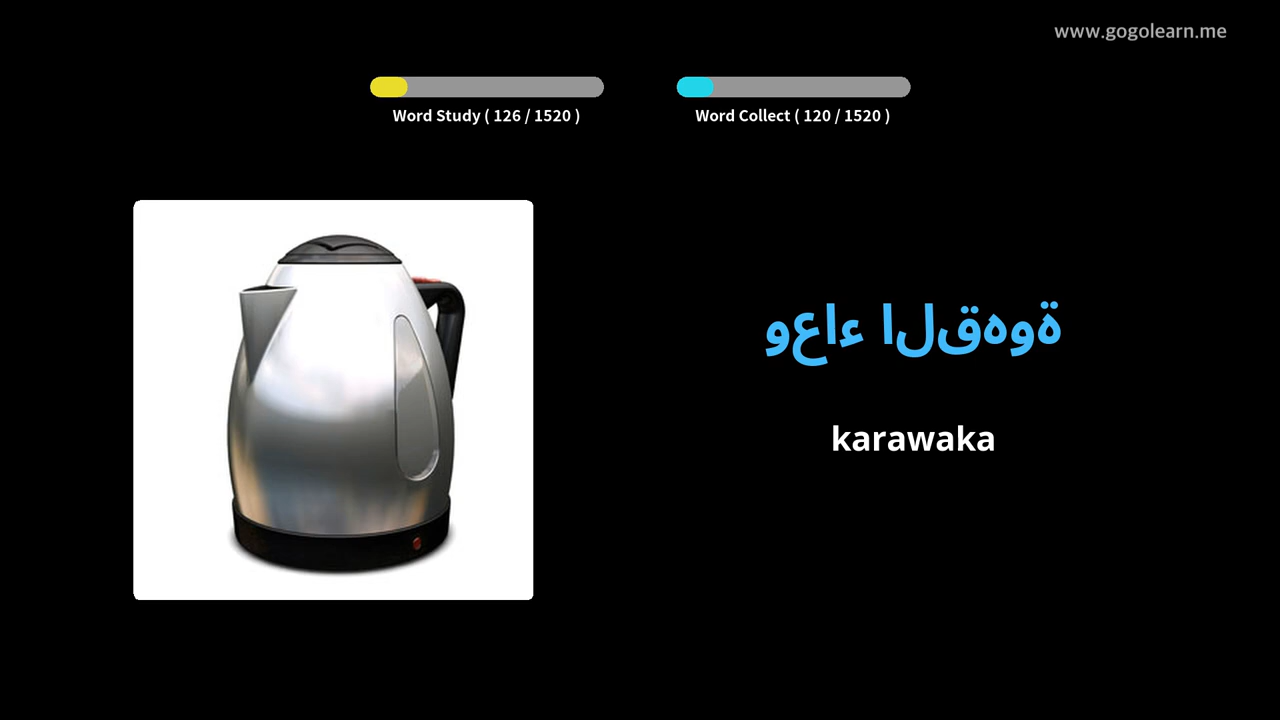 www.gogolearn.me
Word Study ( 126 / 1520 )
Word Collect ( 120 / 1520 )
وعاء القهوة
karawaka